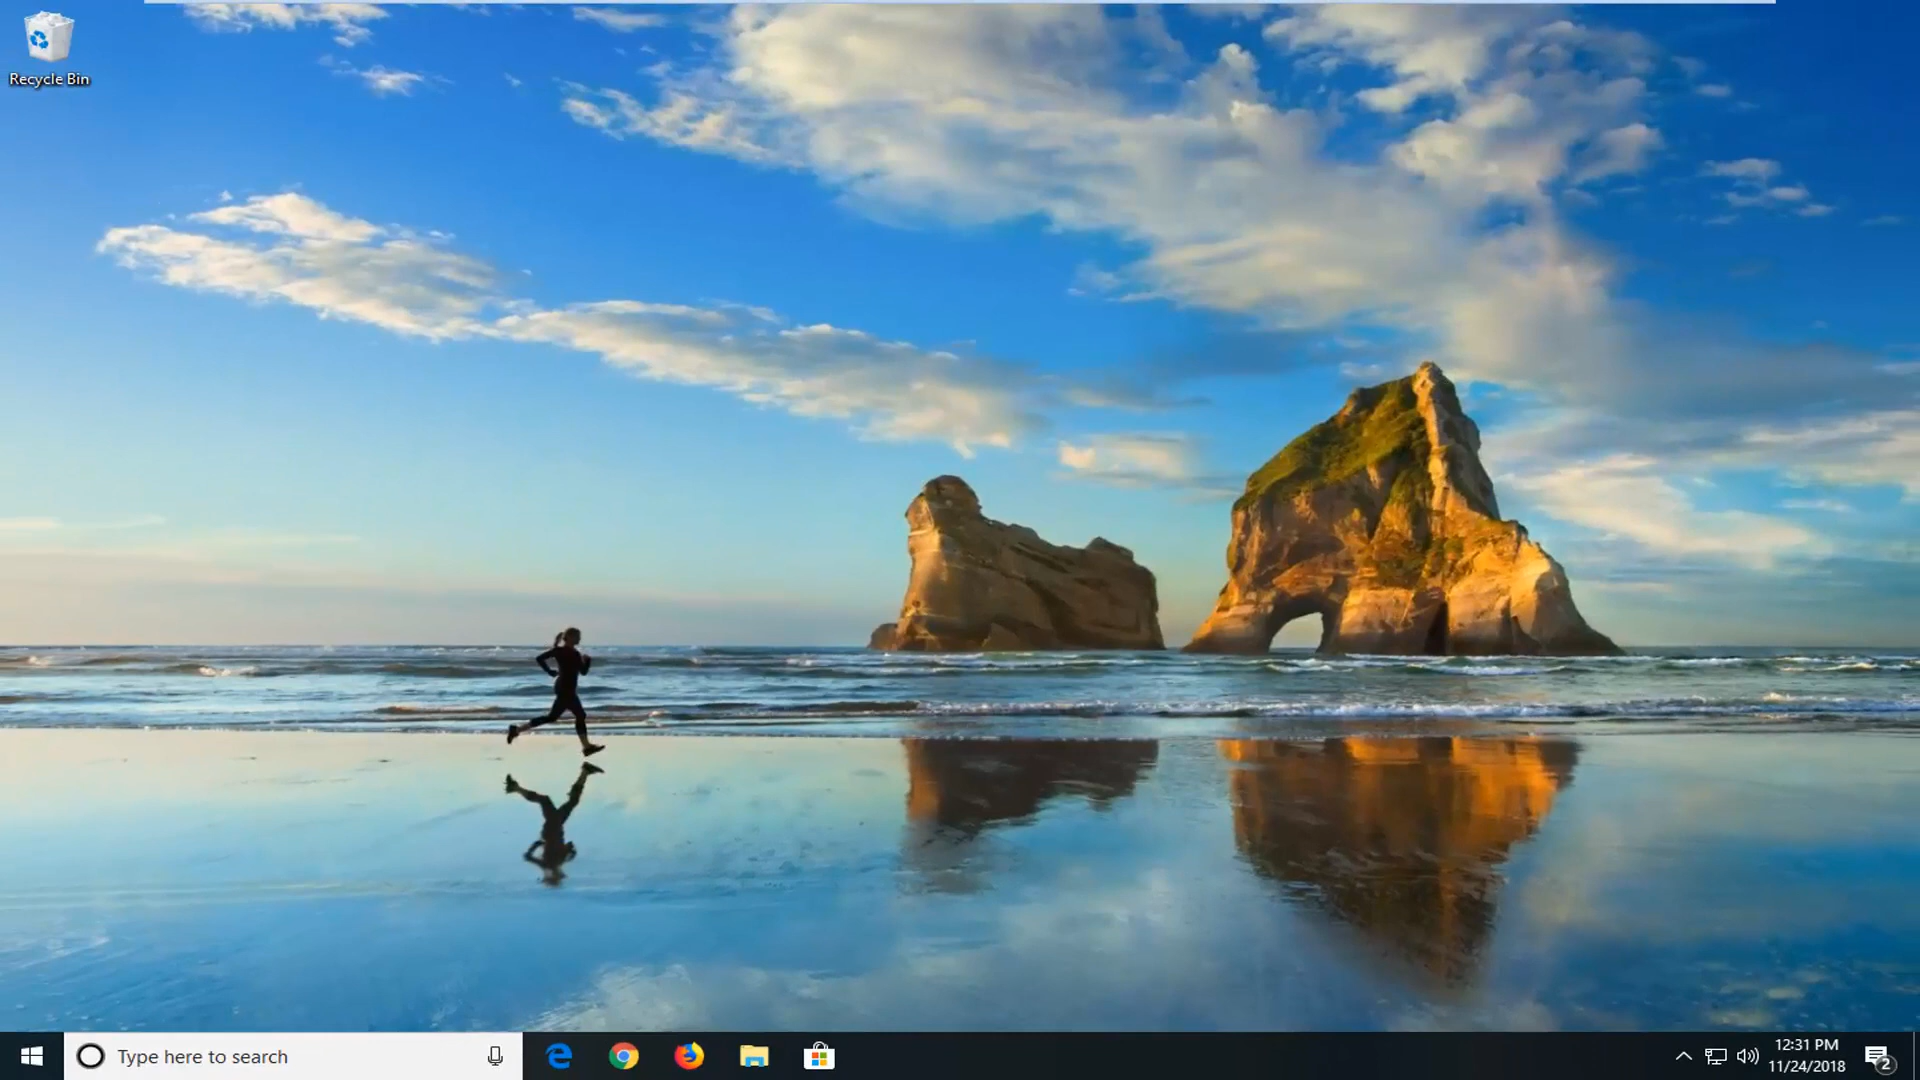 Recycle Bin
Type here to search
12:31 PM
11/24/2018
2